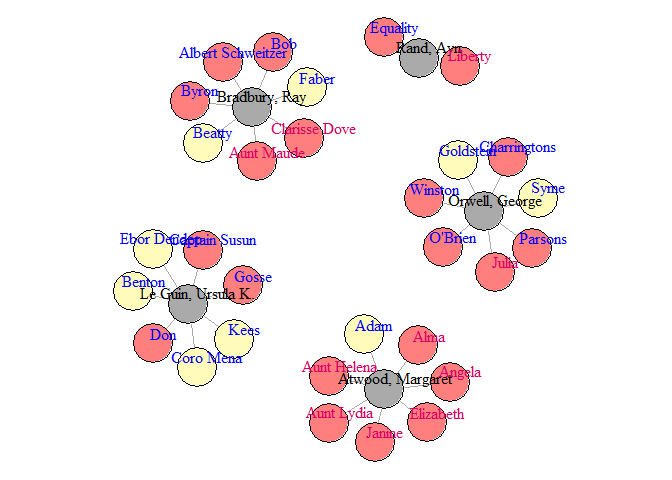 Equality
Rand, Ayn
Liberty
Bob
Albert Schweitzer
Faber
Byron
Bradbury, Ray
Beatty
Clarisse Dove
Aunt Maude
Goldstein
Charringtons
Winston
Syme
Orwell, George
O'Brien
Parsons
Julia
Captain Susun
Benton
Gosse
Le Guin, Ursula K.
Don
Kees
Coro Mena
Adam
Alma
Aunt Helena
Angela
Atwood, Margaret
Aunt Lydia
Elizabeth
Janine